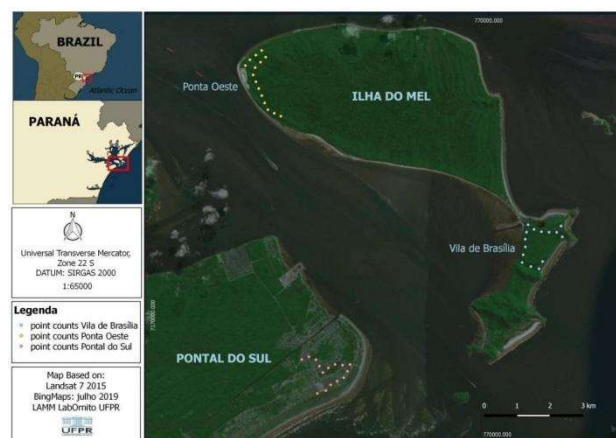 BRAZIL
PR
Atlantic Ocean
PARANÁ
N
Universal Transverse Mercator,
Zone 22 S
DATUM: SIRGAS 2000
1:65000
Legenda
point counts Vila de Brasília
point counts Ponta Oeste
point counts Pontal do Sul
Map Based on:
Landsat 7 2015
BingMaps: julho 2019
LAMM LabOrnito UFPR
UFPR
770000.000
Ponta Oeste
ILHA DO MEL
Vila de Brasília
PONTAL DO SUL
0 1 2 3 km
770000.000